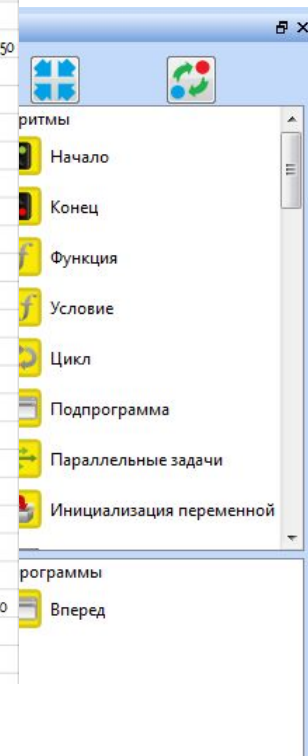 50
ритмы
Начало
Конец
Функция
Условие
Цикл
Подпрограмма
Параллельные задачи
Инициализация переменной
рограммы
0
Вперед